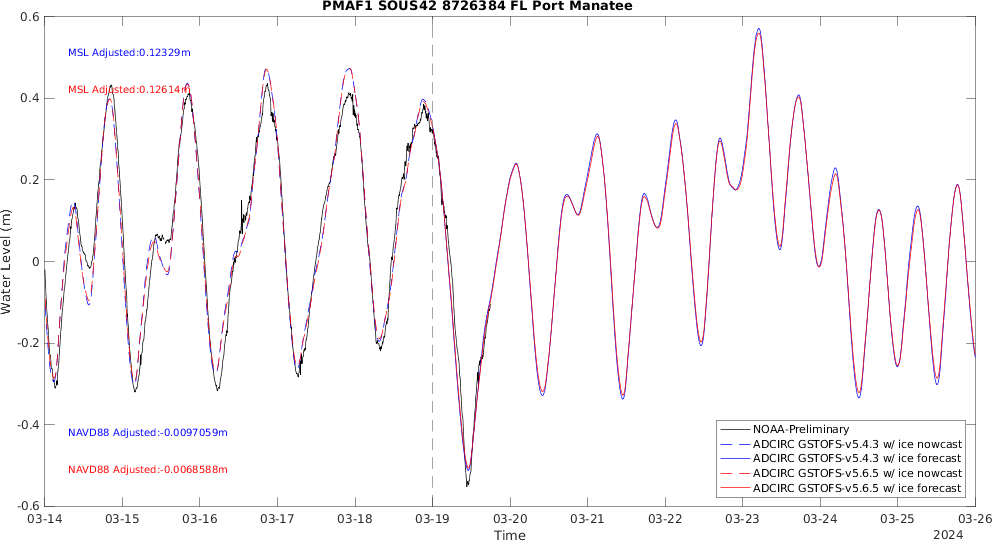 PMAF1 SOUS42 8726384 FL Port Manatee
0.6
0.4
0.2
0
-0.2
-0.4
-0.6
Water Level (m)
MSL Adjusted:0.12329m
MSL Adjusted:0.12614m
NAVD88 Adjusted:-0.0097059m
NAVD88 Adjusted:-0.0068588m
NOAA-Preliminary
ADCIRC GSTOFS-v5.4.3 w/ ice nowcast
ADCIRC GSTOFS-v5.4.3 w/ ice forecast
ADCIRC GSTOFS-v5.6.5 w/ ice nowcast
ADCIRC GSTOFS-v5.6.5 w/ ice forecast
03-14 03-15 03-16 03-17 03-18 03-19 03-20 03-21 03-22 03-23 03-24 03-25 03-26
Time
2024